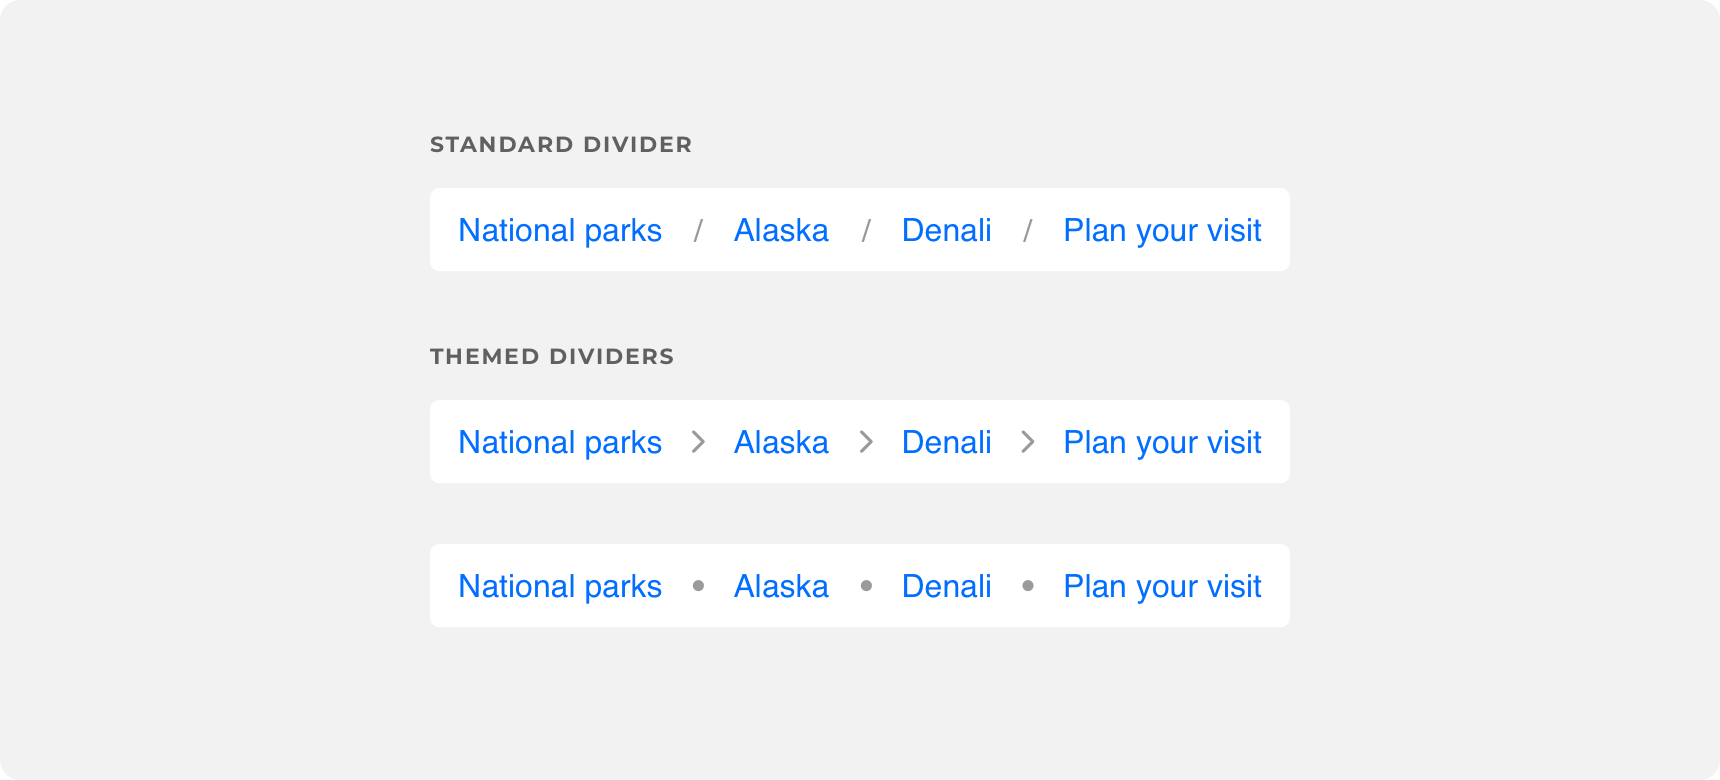 STANDARD DIVIDER
National parks / Alaska / Denali / Plan your visit
THEMED DIVIDERS
National parks > Alaska > Denali > Plan your visit
National parks • Alaska • Denali • Plan your visit